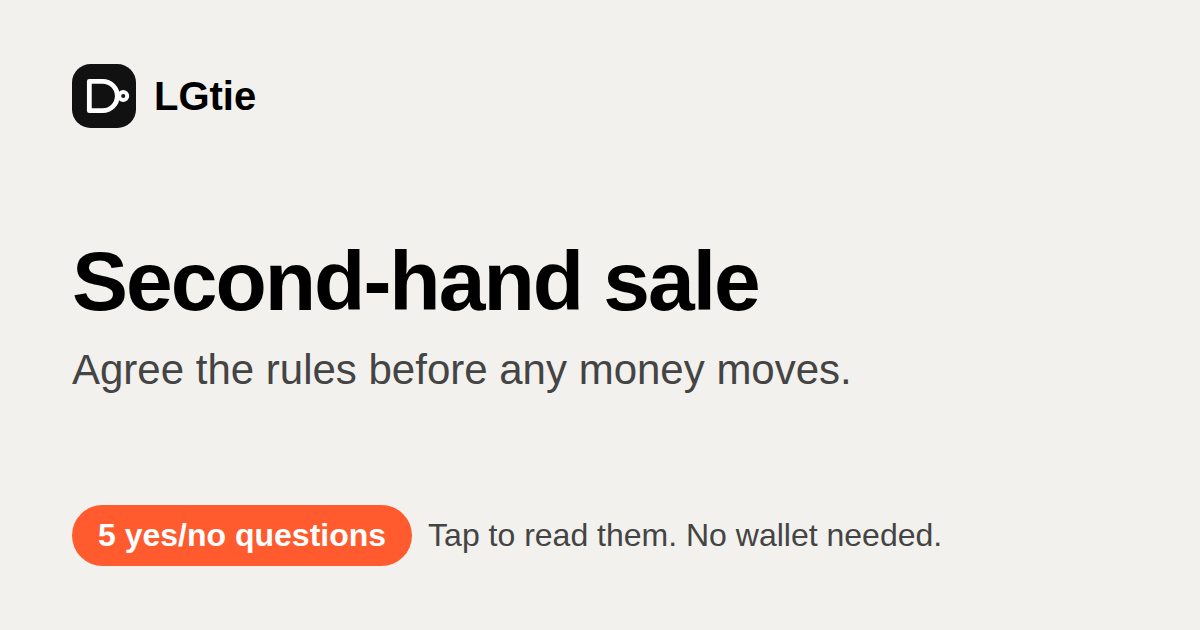 LGtie
Second-hand sale
Agree the rules before any money moves.
5 yes/no questions
Tap to read them. No wallet needed.